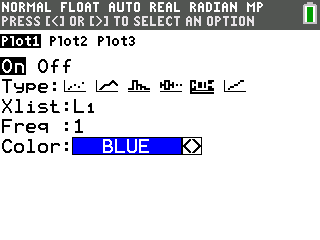 NORMAL FLOAT AUTO REAL RADIAN MP
PRESS [<] OR [>] TO SELECT AN OPTION
Plot1 Plot2 Plot3
On Off
Type:
Xlist:L₁
Freq :1
Color: BLUE <>